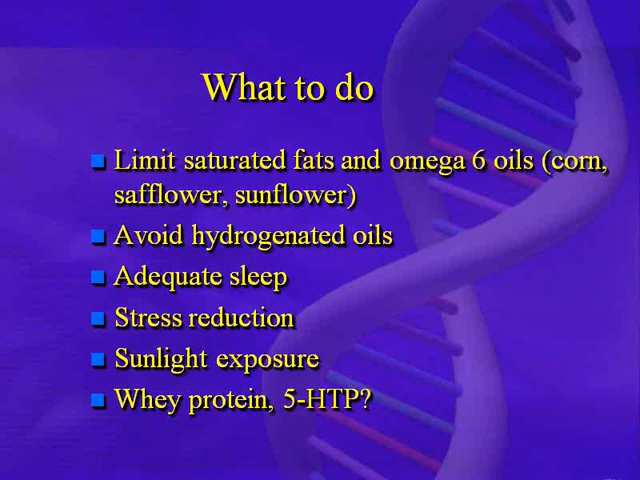 What to do
Limit saturated fats and omega 6 oils (corn,
safflower, sunflower)
Avoid hydrogenated oils
Adequate sleep
Stress reduction
Sunlight exposure
Whey protein, 5-HTP?